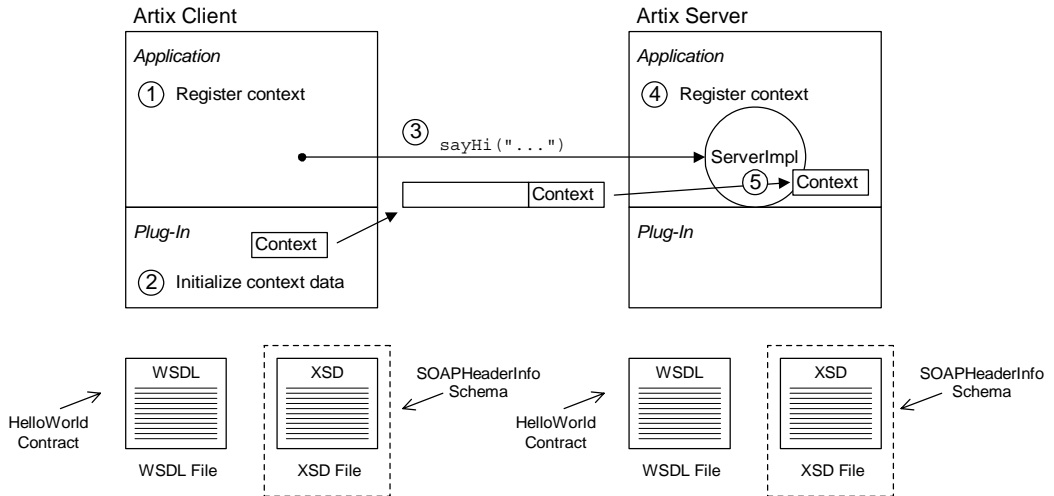 Artix Client
Artix Server
Application
1 Register context
Application
4 Register context
3
sayHi("...")
ServerImpl
Context
5
Context
Plug-In
Context
2 Initialize context data
Plug-In
WSDL
XSD
SOAPHeaderInfo
Schema
HelloWorld
Contract
WSDL File
XSD File
WSDL
XSD
SOAPHeaderInfo
Schema
HelloWorld
Contract
WSDL File
XSD File